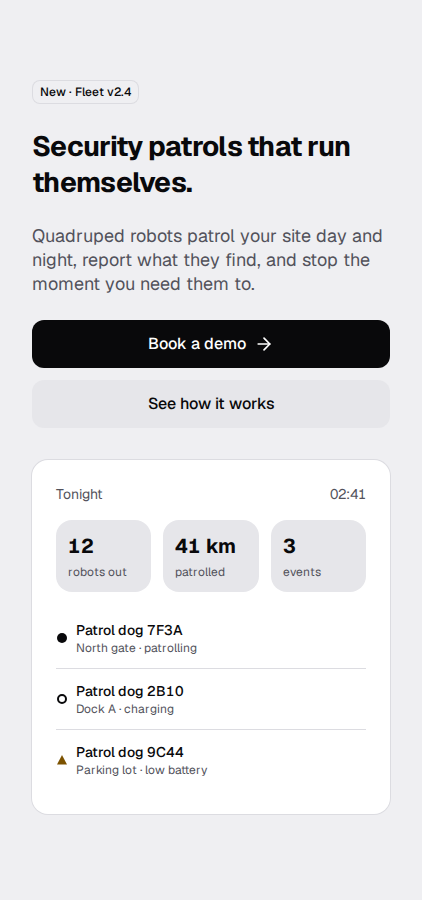 New · Fleet v2.4
Security patrols that run
themselves.
Quadruped robots patrol your site day and
night, report what they find, and stop the
moment you need them to.
Book a demo
See how it works
Tonight 02:41
12 41 km 3
robots out patrolled events
Patrol dog 7F3A
North gate · patrolling
Patrol dog 2B10
Dock A · charging
Patrol dog 9C44
Parking lot · low battery